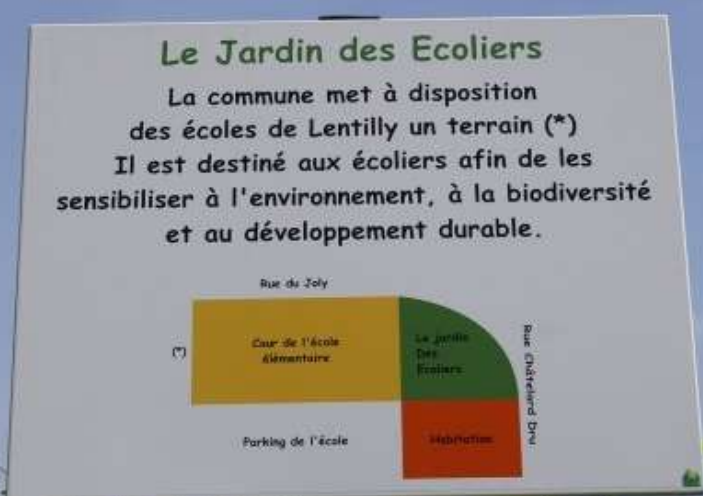 Le Jardin des Ecoliers
La commune met à disposition
des écoles de Lentilly un terrain (*)
Il est destiné aux écoliers afin de les
sensibiliser à l'environnement, à la biodiversité
et au développement durable.
Rue du Joly
(*)
Cour de l'école
élémentaire
Le jardin
Des
Ecoliers
Rue Châtelard Dru
Parking de l'école
Habitation